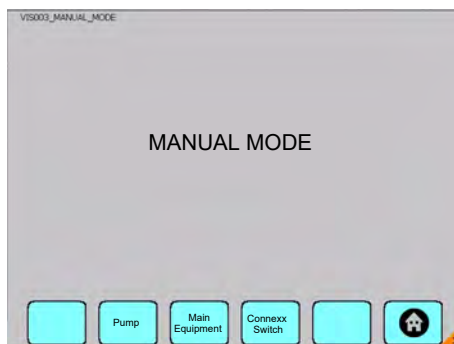 VIS003_MANUAL_MODE
MANUAL MODE
Pump
Main
Equipment
Connexx
Switch